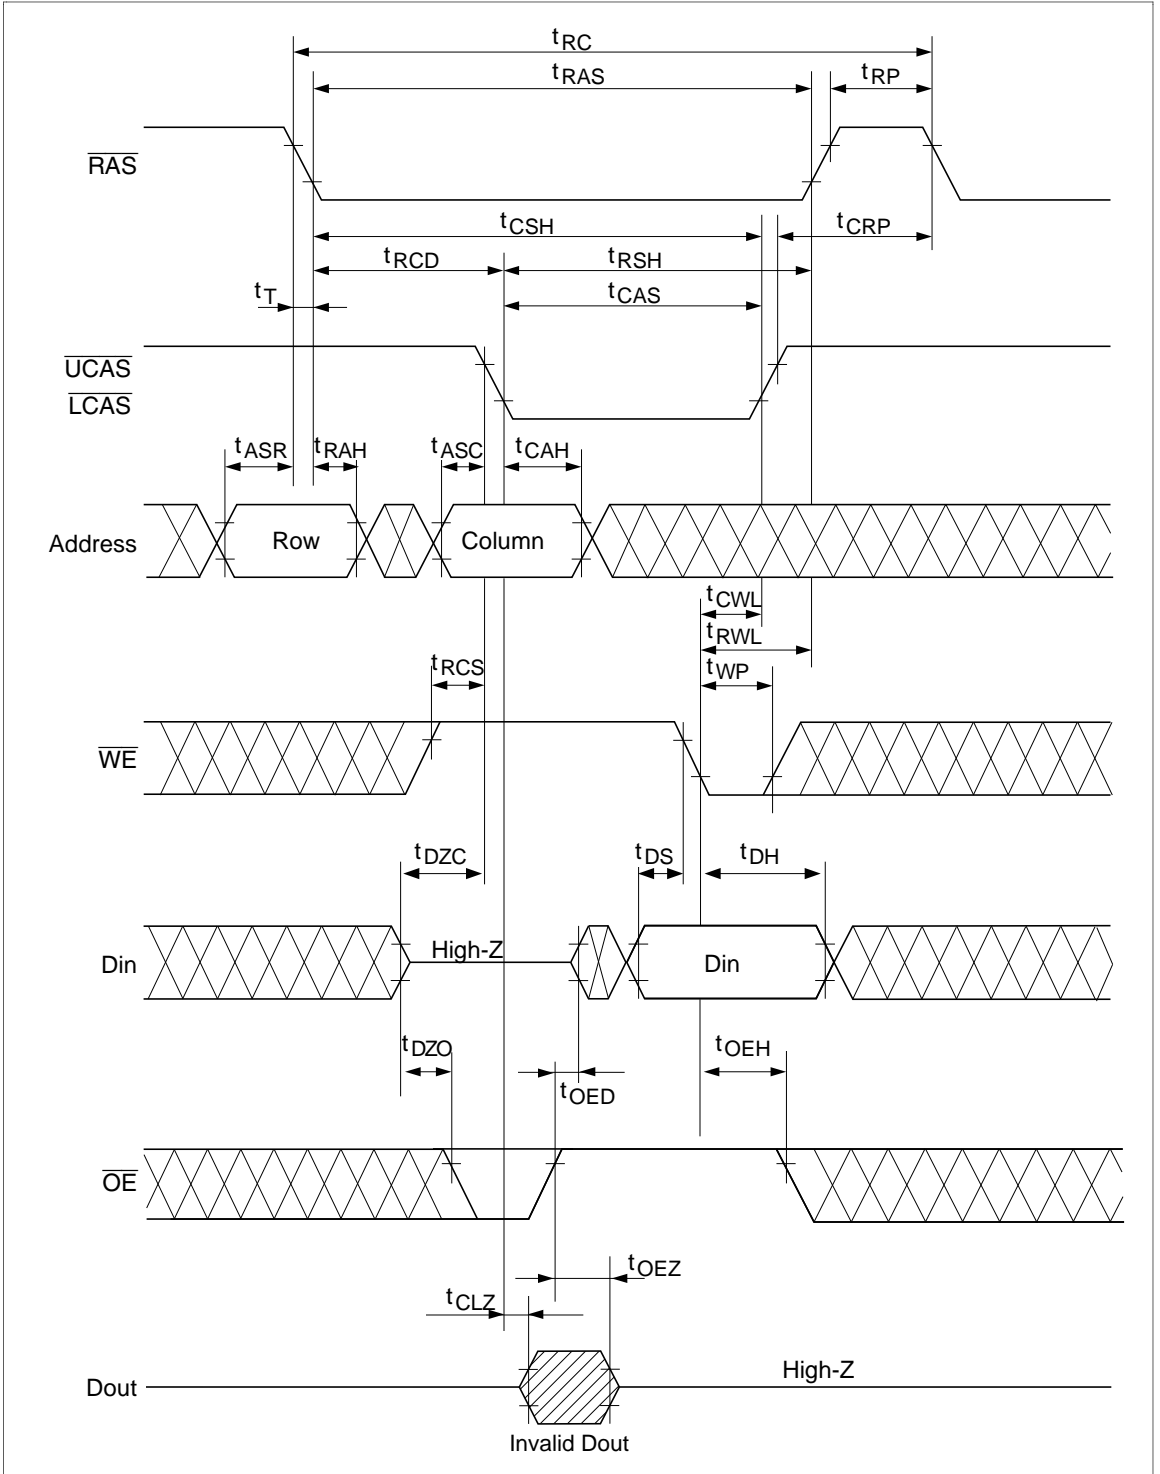 tRC
tRAS
tRP
RAS
tCSH
tCRP
tRCD
tRSH
tT
tCAS
UCAS
LCAS
tASR
tRAH
tASC
tCAH
Address
Row
Column
tCWL
tRWL
tRCS
tWP
WE
tDZC
tDS
tDH
Din
High-Z
Din
tDZO
tOEH
tOED
OE
tOEZ
tCLZ
Dout
High-Z
Invalid Dout